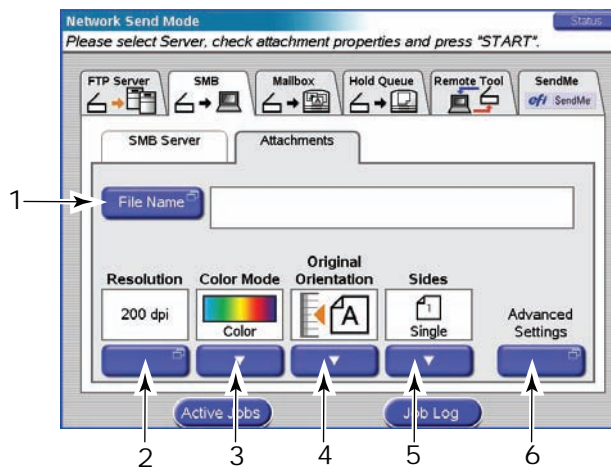 Network Send Mode
Status
Please select Server, check attachment properties and press "START".
FTP Server
SMB
Mailbox
Hold Queue
Remote Tool
SendMe
efi SendMe
SMB Server
Attachments
1
File Name
Resolution
Color Mode
Original Orientation
Sides
200 dpi
Color
A
1
Single
Advanced Settings
Active Jobs
Job Log
2
3
4
5
6